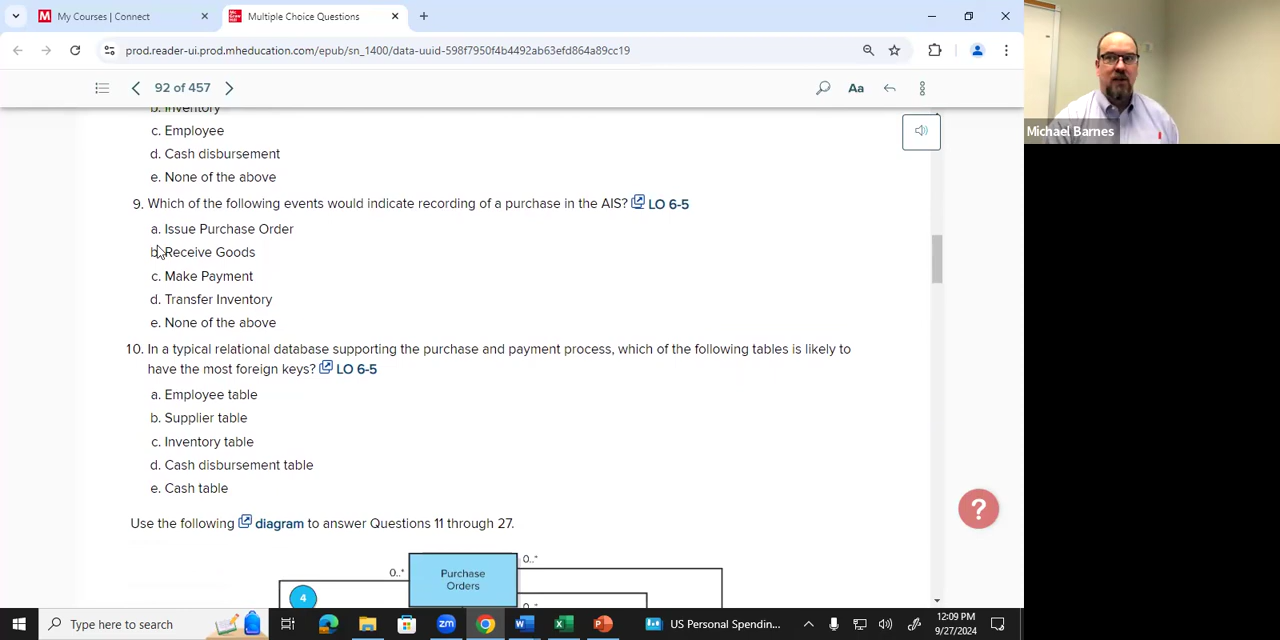 My Courses | Connect
Multiple Choice Questions
prod.reader-ui.prod.mheducation.com/epub/sn_1400/data-uuid-598f7950f4b4492ab63efd864a89cc19
92 of 457
Aa
Michael Barnes
b. Inventory
c. Employee
d. Cash disbursement
e. None of the above
9. Which of the following events would indicate recording of a purchase in the AIS? LO 6-5
a. Issue Purchase Order
b. Receive Goods
c. Make Payment
d. Transfer Inventory
e. None of the above
10. In a typical relational database supporting the purchase and payment process, which of the following tables is likely to
have the most foreign keys? LO 6-5
a. Employee table
b. Supplier table
c. Inventory table
d. Cash disbursement table
e. Cash table
?
Use the following diagram to answer Questions 11 through 27.
0..*
0..*
Purchase
Orders
4
Type here to search
zm
US Personal Spendin...
12:09 PM
9/27/2024